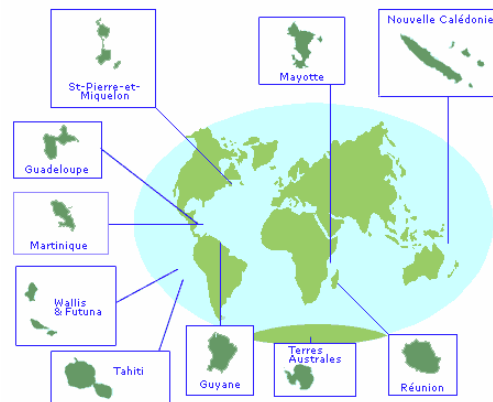 St-Pierre-et-
Miquelon
Mayotte
Nouvelle Calédonie
Guadeloupe
Martinique
Wallis
& Futuna
Tahiti
Guyane
Terres
Australes
Réunion